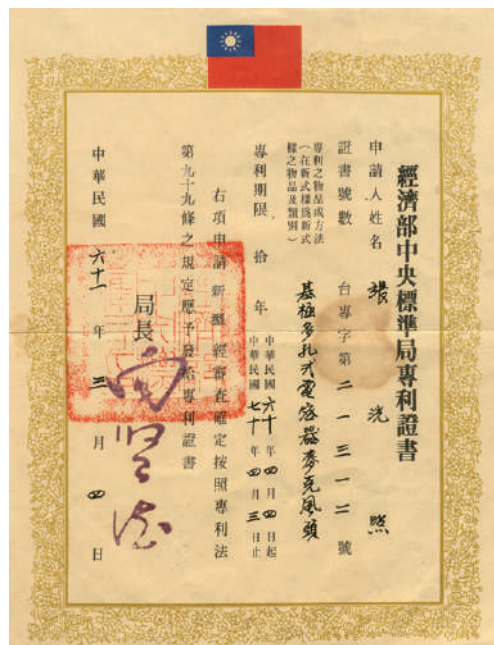 經濟部中央標準局專利證書
申請人姓名 張 洸
證書號數 台專字第二一三一二號
專利之物品或方法
(在新式樣爲新式
樣之物品及類別)
基極多孔式電容器麥克風頭
專利期限 拾年
中華民國六十年四月四日起
中華民國七十年四月三日止
右項申請新型經審查確定按照專利法
第九十九條之規定應予發給專利證書
局長
中華民國六十一年三月四日